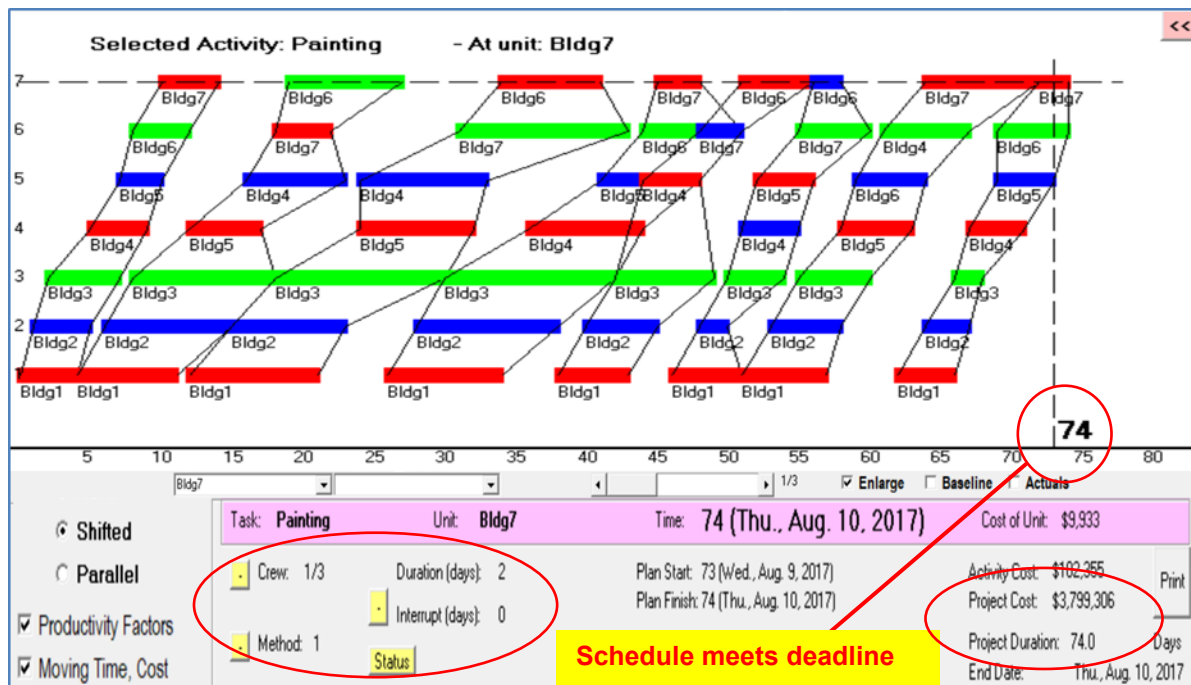 <<
Selected Activity: Painting - At unit: Bldg7
7
Bldg7 Bldg6 Bldg6 Bldg7 Bldg6 Bldg6 Bldg7 Bldg7
6
Bldg6 Bldg7 Bldg7 Bldg6 Bldg7 Bldg7 Bldg4 Bldg6
5
Bldg5 Bldg4 Bldg4 Bldg5 Bldg4 Bldg5 Bldg6 Bldg5
4
Bldg4 Bldg5 Bldg5 Bldg4 Bldg4 Bldg5 Bldg4
3
Bldg3 Bldg3 Bldg3 Bldg3 Bldg3 Bldg3 Bldg3 Bldg3
2
Bldg2 Bldg2 Bldg2 Bldg2 Bldg2 Bldg2 Bldg2 Bldg2
Bldg1 Bldg1 Bldg1 Bldg1 Bldg1 Bldg1 Bldg1 Bldg1
74
5 10 15 20 25 30 35 40 45 50 55 60 65 70 75 80
Bldg7 1/3 Enlarge Baseline Actuals
Shifted
Parallel
Productivity Factors
Moving Time, Cost
Task: Painting Unit: Bldg7 Time: 74 (Thu., Aug. 10, 2017) Cost of Unit: $9,933
Crew: 1/3 Duration (days): 2 Plan Start: 73 (Wed., Aug. 9, 2017) Activity Cost: $102,355
Interrupt (days): 0 Plan Finish: 74 (Thu., Aug. 10, 2017) Project Cost: $3,799,306
Print
Method: 1 Status Project Duration: 74.0 Days
End Date: Thu., Aug. 10, 2017
Schedule meets deadline